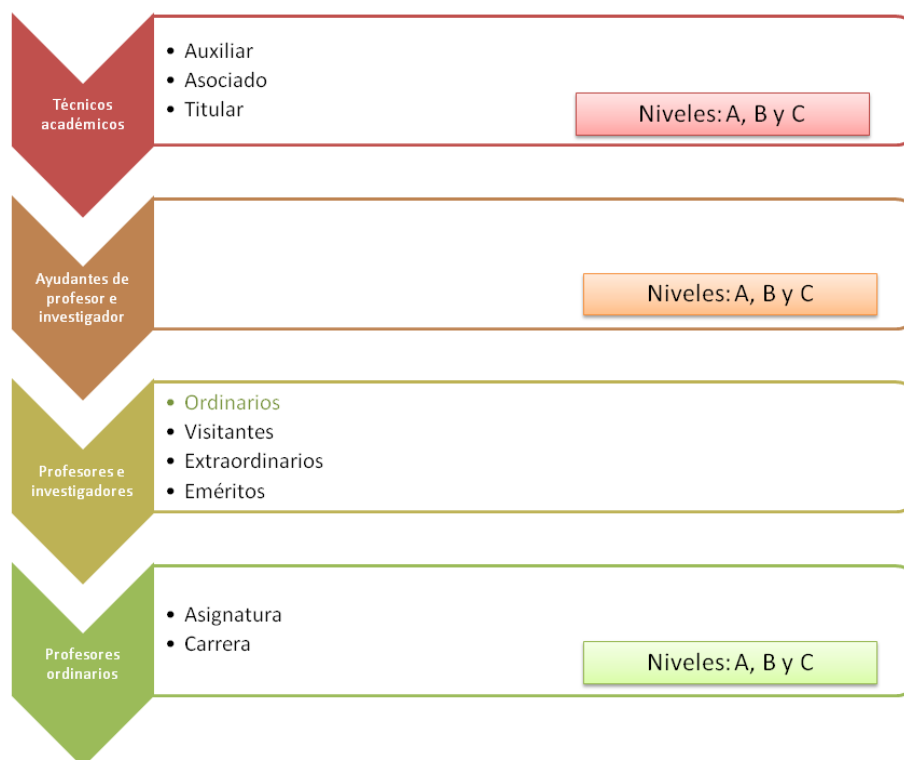 Técnicos
académicos
• Auxiliar
• Asociado
• Titular
Niveles: A, B y C
Ayudantes de
profesor e
investigador
Niveles: A, B y C
Profesores e
investigadores
• Ordinarios
• Visitantes
• Extraordinarios
• Eméritos
Profesores
ordinarios
• Asignatura
• Carrera
Niveles: A, B y C